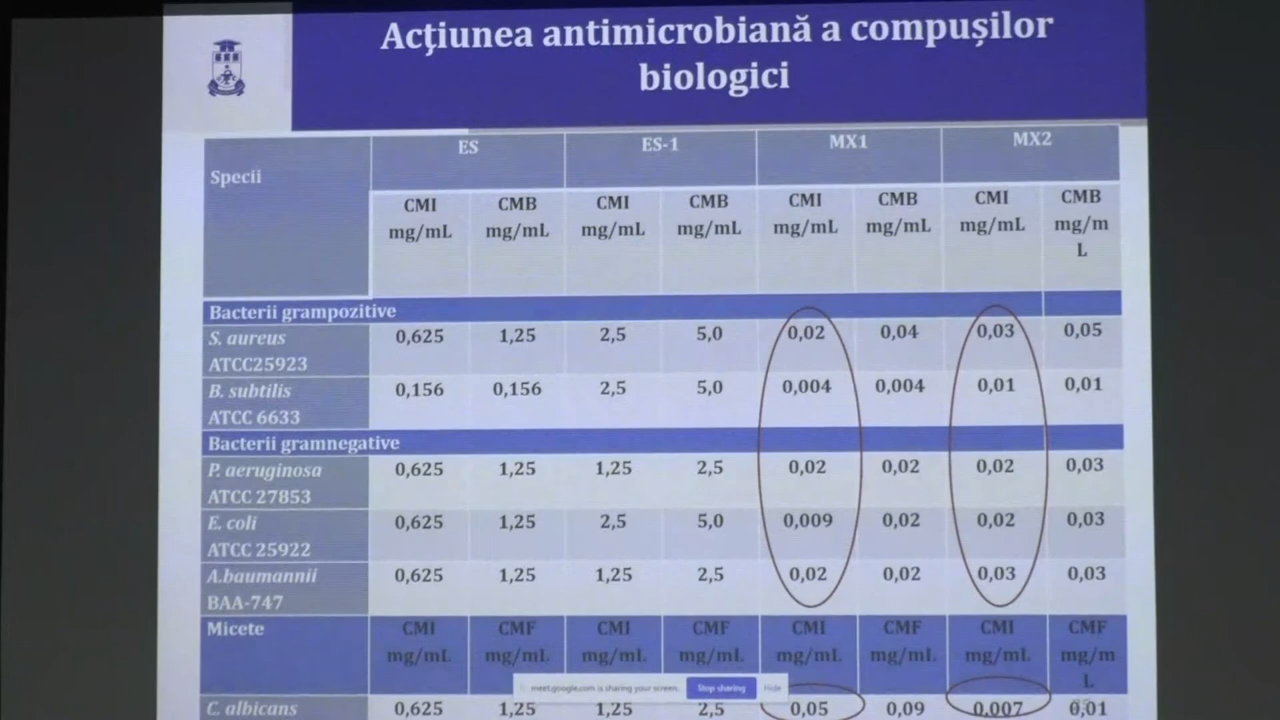 Acțiunea antimicrobiană a compușilor
biologici
Specii ES ES-1 MX1 MX2
CMI mg/mL CMB mg/mL CMI mg/mL CMB mg/mL CMI mg/mL CMB mg/mL CMI mg/mL CMB mg/m L
Bacterii grampozitive
S. aureus ATCC25923 0,625 1,25 2,5 5,0 0,02 0,04 0,03 0,05
B. subtilis ATCC 6633 0,156 0,156 2,5 5,0 0,004 0,004 0,01 0,01
Bacterii gramnegative
P. aeruginosa ATCC 27853 0,625 1,25 1,25 2,5 0,02 0,02 0,02 0,03
E. coli ATCC 25922 0,625 1,25 2,5 5,0 0,009 0,02 0,02 0,03
A.baumannii BAA-747 0,625 1,25 1,25 2,5 0,02 0,02 0,03 0,03
Micete CMI mg/mL CMF mg/mL CMI mg/mL CMF mg/mL CMI mg/mL CMF mg/mL CMI mg/mL CMF mg/m L
meet.google.com is sharing your screen. Stop sharing Hide
C. albicans 0,625 1,25 1,25 2,5 0,05 0,09 0,007 0,01